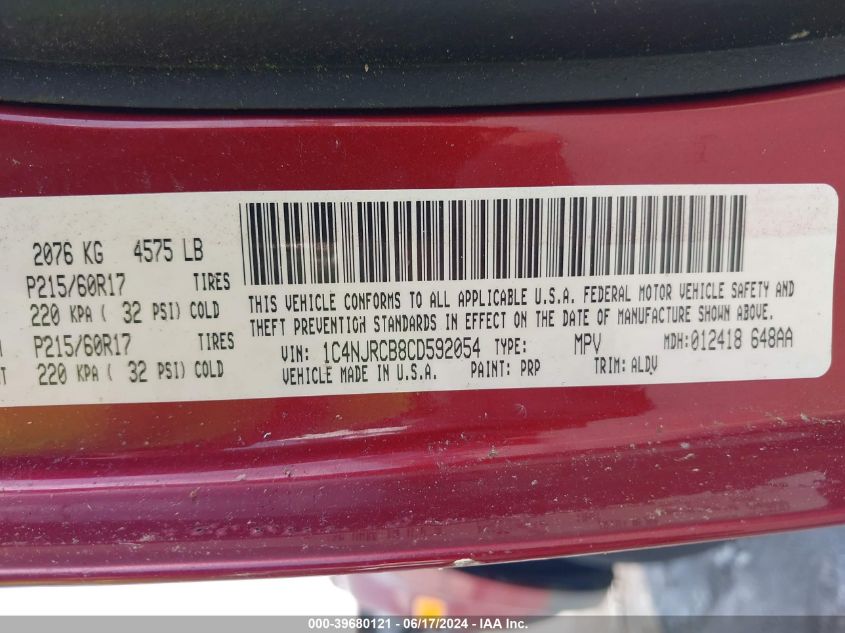 2076 KG 4575 LB
P215/60R17 TIRES
220 KPA ( 32 PSI) COLD
P215/60R17 TIRES
220 KPA ( 32 PSI) COLD
THIS VEHICLE CONFORMS TO ALL APPLICABLE U.S.A. FEDERAL MOTOR VEHICLE SAFETY AND
THEFT PREVENTION STANDARDS IN EFFECT ON THE DATE OF MANUFACTURE SHOWN ABOVE.
VIN: 1C4NJRCB8CD592054 TYPE: MPV MDH:012418 648AA
VEHICLE MADE IN U.S.A. PAINT: PRP TRIM: ALDV
000-39680121 - 06/17/2024 - IAA Inc.